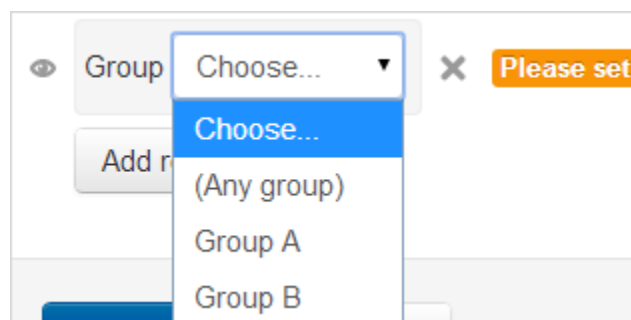 Group Choose... Please set
Choose...
Add r
(Any group)
Group A
Group B